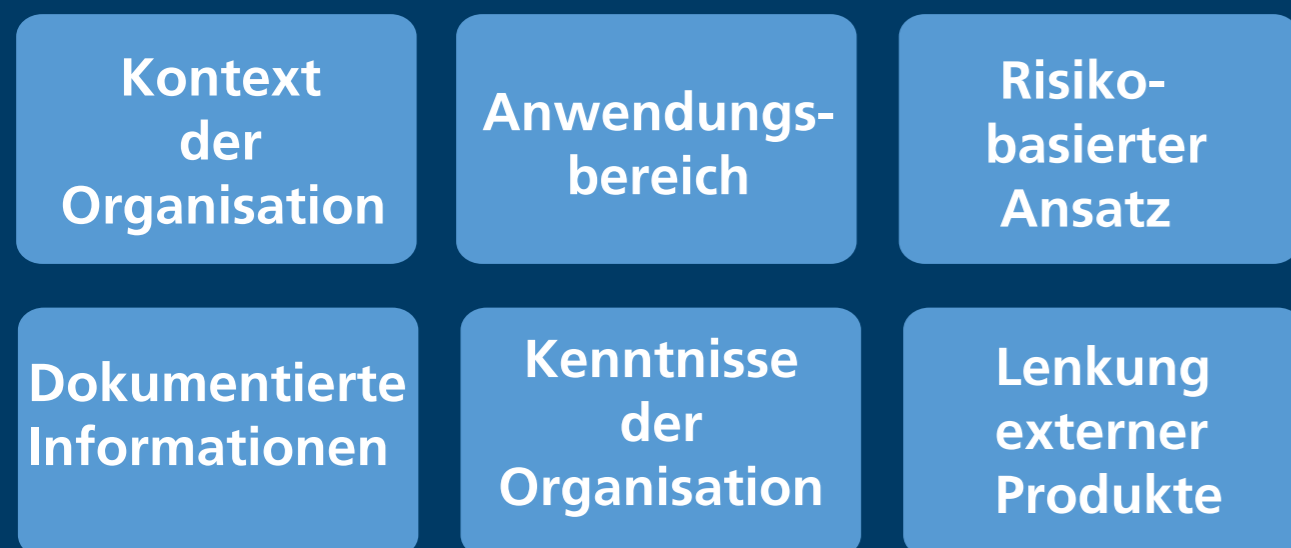 Kontext
der
Organisation
Anwendungs-
bereich
Risiko-
basierter
Ansatz
Dokumentierte
Informationen
Kenntnisse
der
Organisation
Lenkung
externer
Produkte